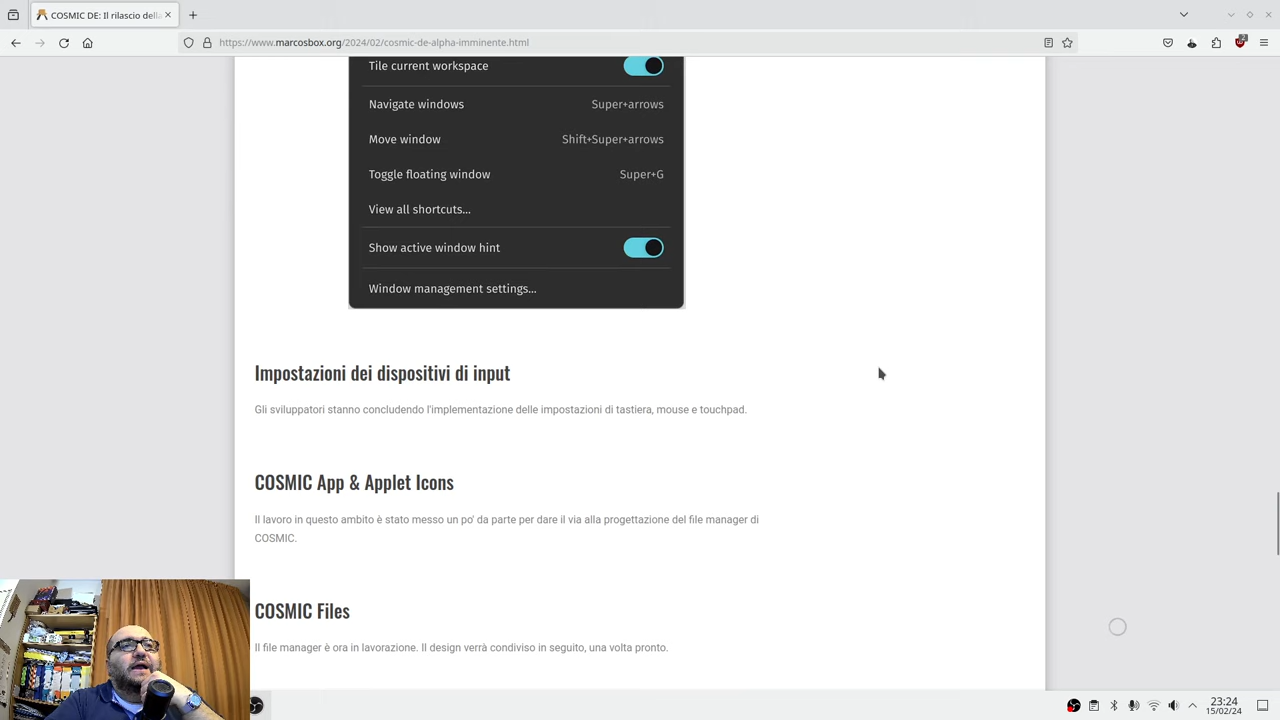 COSMIC DE: Il rilascio della
https://www.marcosbox.org/2024/02/cosmic-de-alpha-imminente.html
Tile current workspace
Navigate windows Super+arrows
Move window Shift+Super+arrows
Toggle floating window Super+G
View all shortcuts...
Show active window hint
Window management settings...
Impostazioni dei dispositivi di input
Gli sviluppatori stanno concludendo l'implementazione delle impostazioni di tastiera, mouse e touchpad.
COSMIC App & Applet Icons
Il lavoro in questo ambito è stato messo un po' da parte per dare il via alla progettazione del file manager di
COSMIC.
COSMIC Files
Il file manager è ora in lavorazione. Il design verrà condiviso in seguito, una volta pronto.
23:24
15/02/24